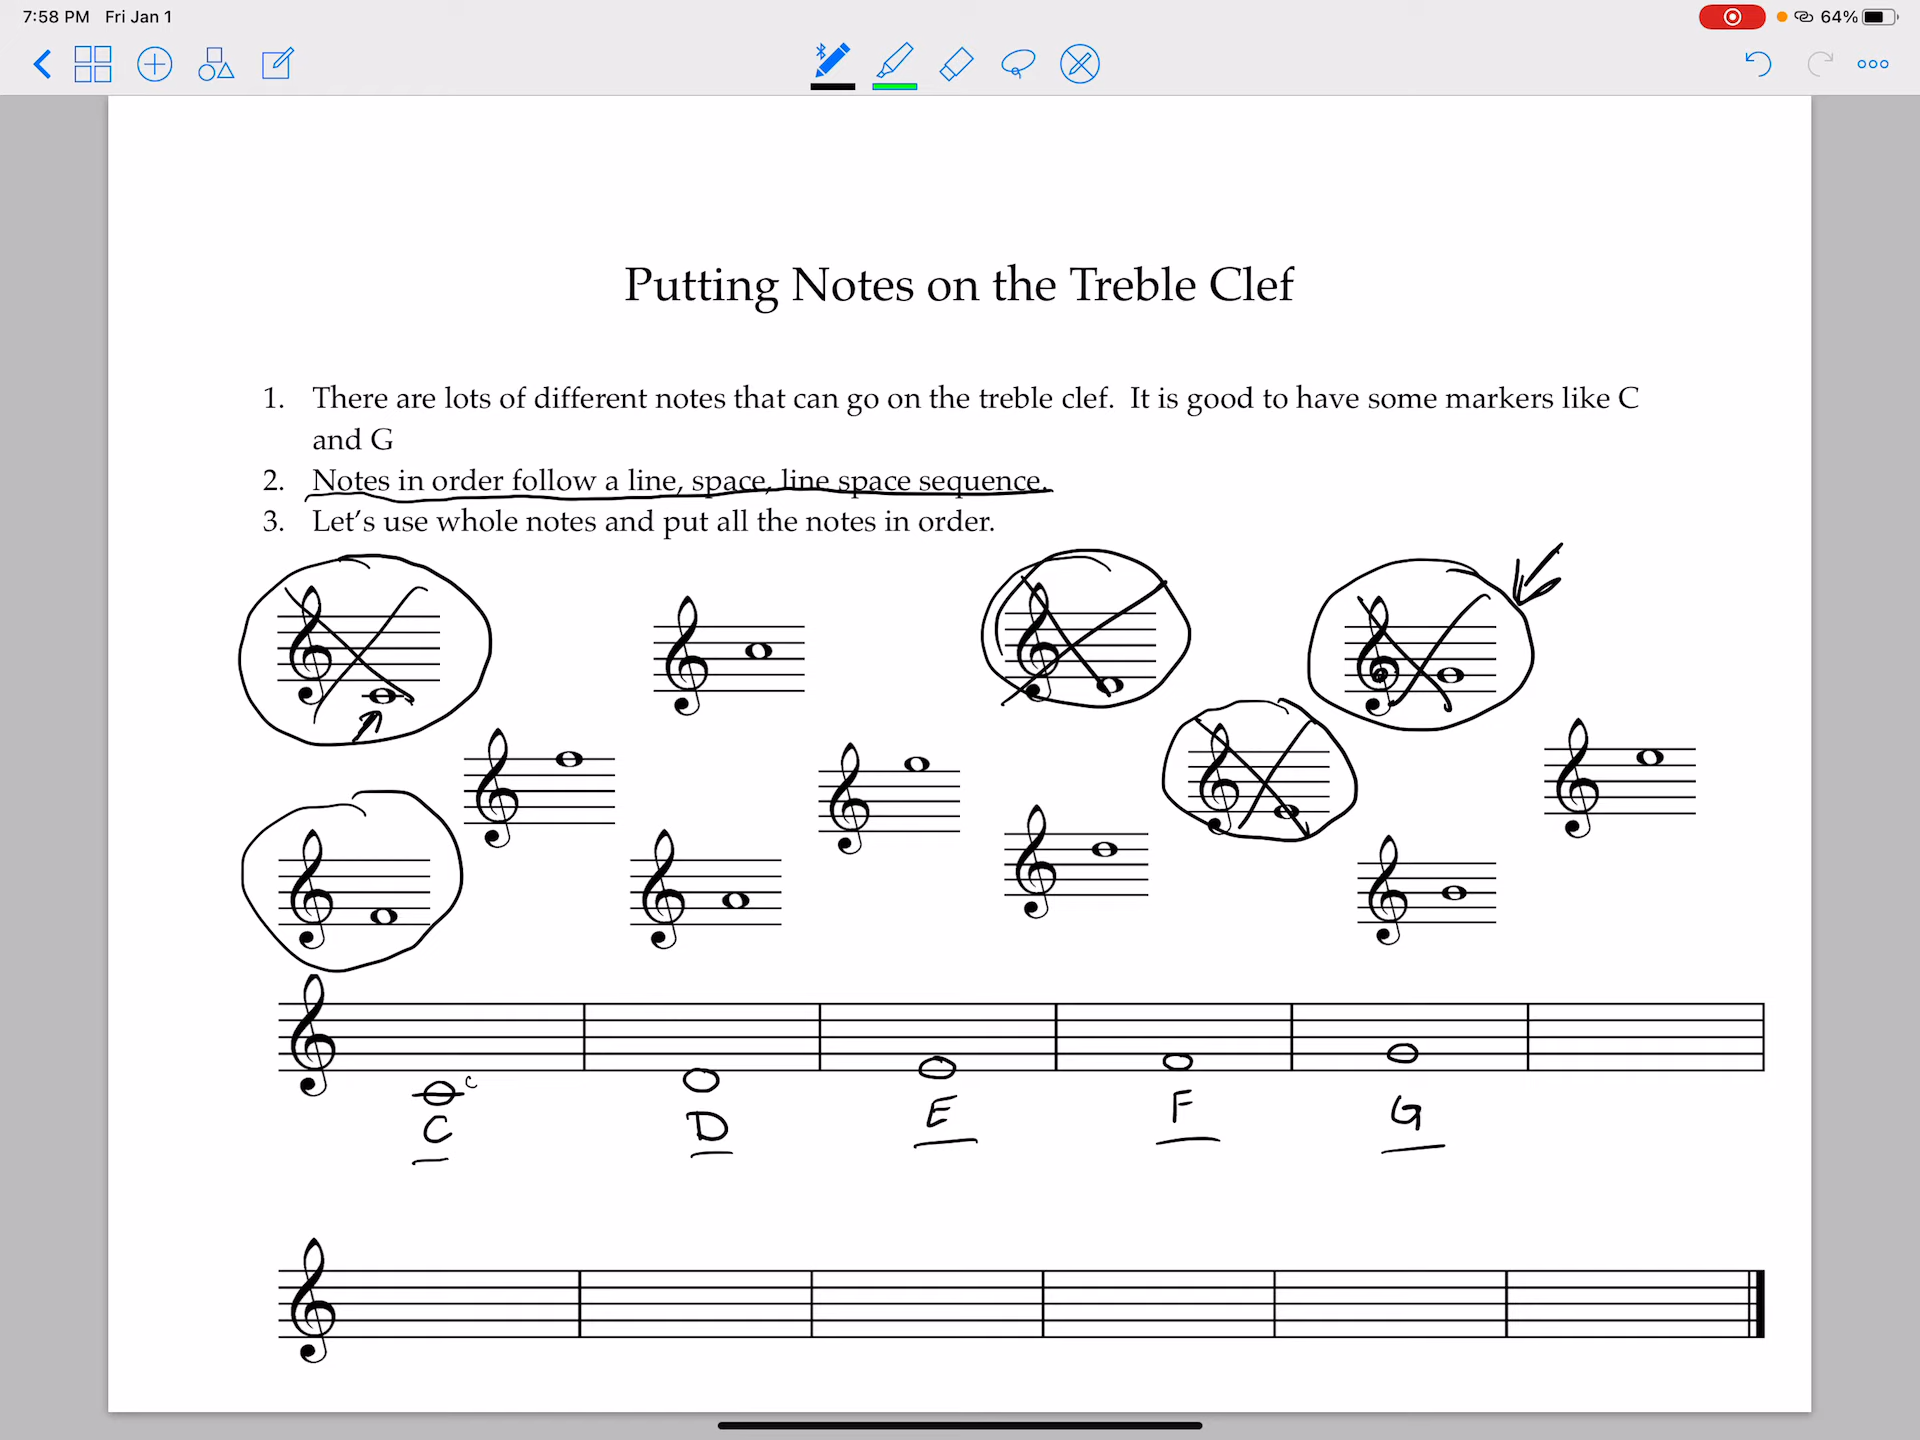 7:58 PM Fri Jan 1 64%
Putting Notes on the Treble Clef
1. There are lots of different notes that can go on the treble clef. It is good to have some markers like C
and G
2. Notes in order follow a line, space, line space sequence.
3. Let's use whole notes and put all the notes in order.
c
C D E F G